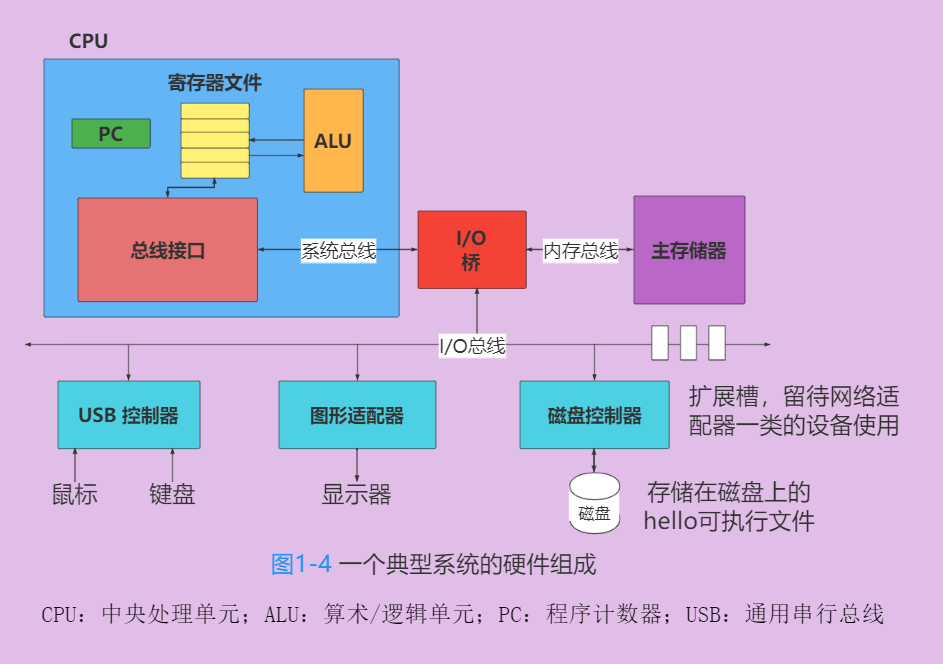 CPU
寄存器文件
PC
ALU
总线接口
系统总线
I/O
桥
内存总线
主存储器
I/O总线
USB 控制器
图形适配器
磁盘控制器
扩展槽，留待网络适
配器一类的设备使用
鼠标
键盘
显示器
磁盘
存储在磁盘上的
hello可执行文件
图1-4 一个典型系统的硬件组成
CPU：中央处理单元；ALU：算术/逻辑单元；PC：程序计数器；USB：通用串行总线